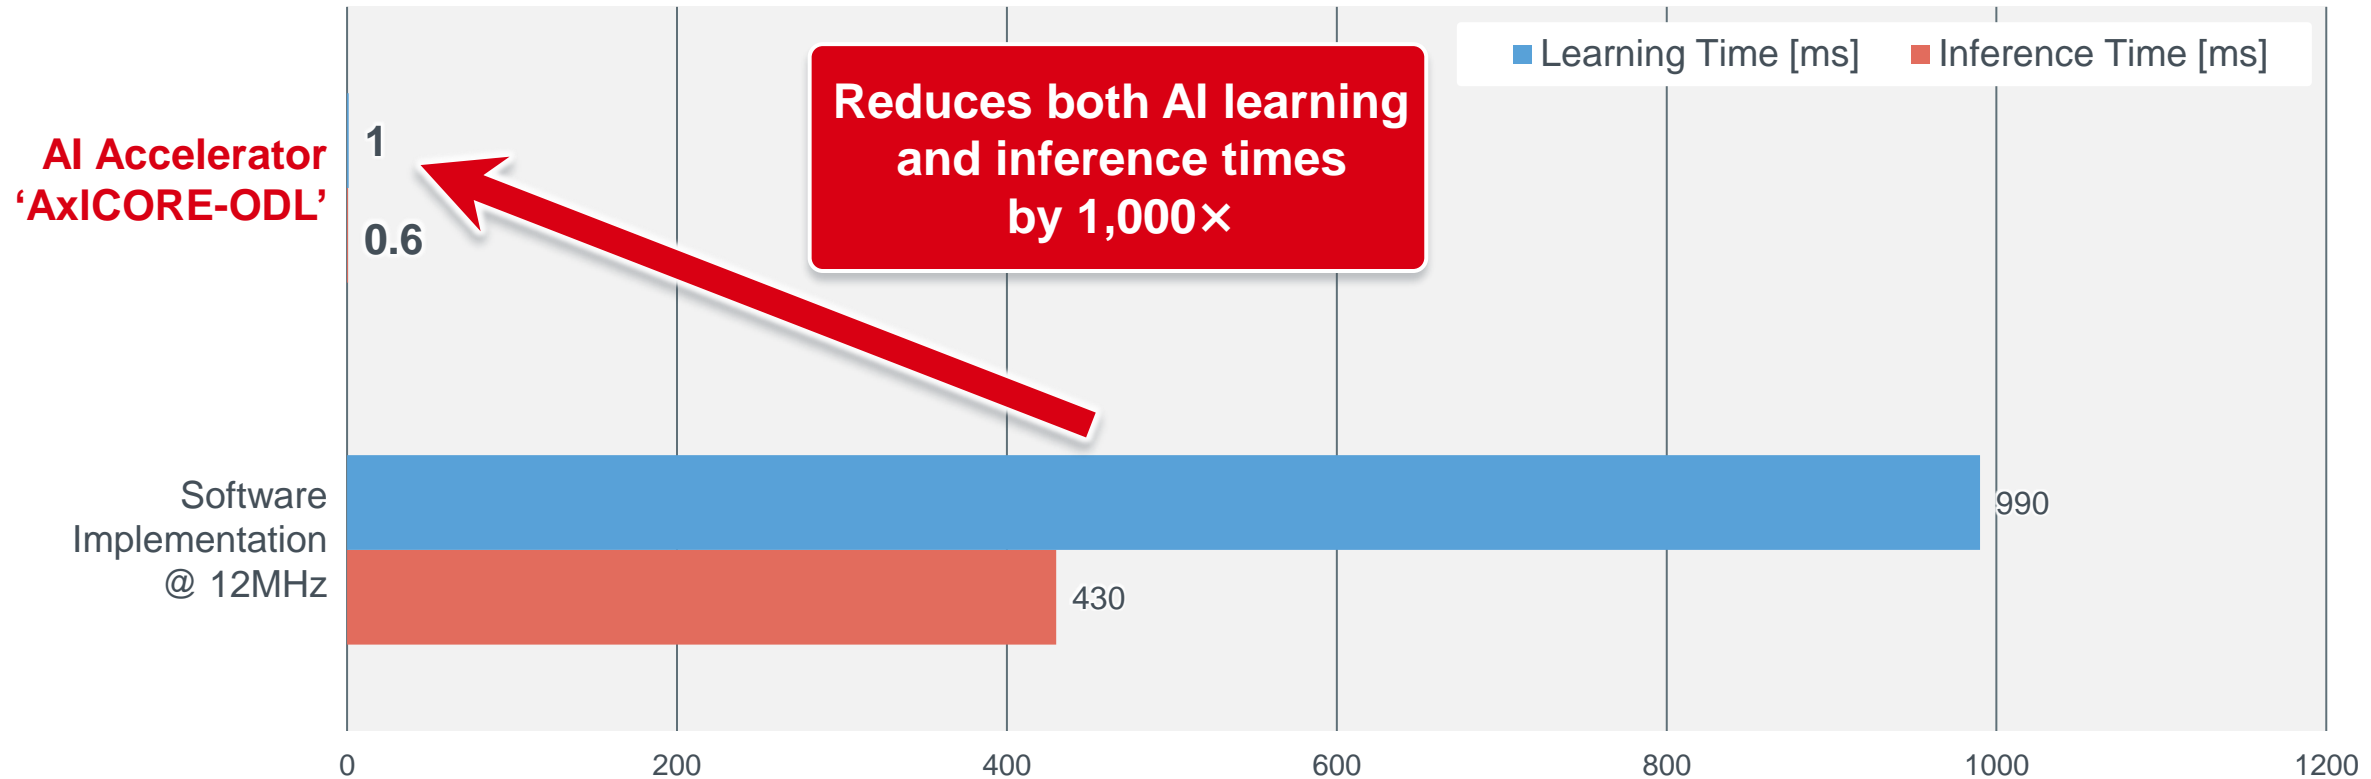 Learning Time [ms]
Inference Time [ms]
Reduces both AI learning
and inference times
by 1,000×
AI Accelerator
‘AxICORE-ODL’
1
0.6
Software
Implementation
@ 12MHz
990
430
0
200
400
600
800
1000
1200